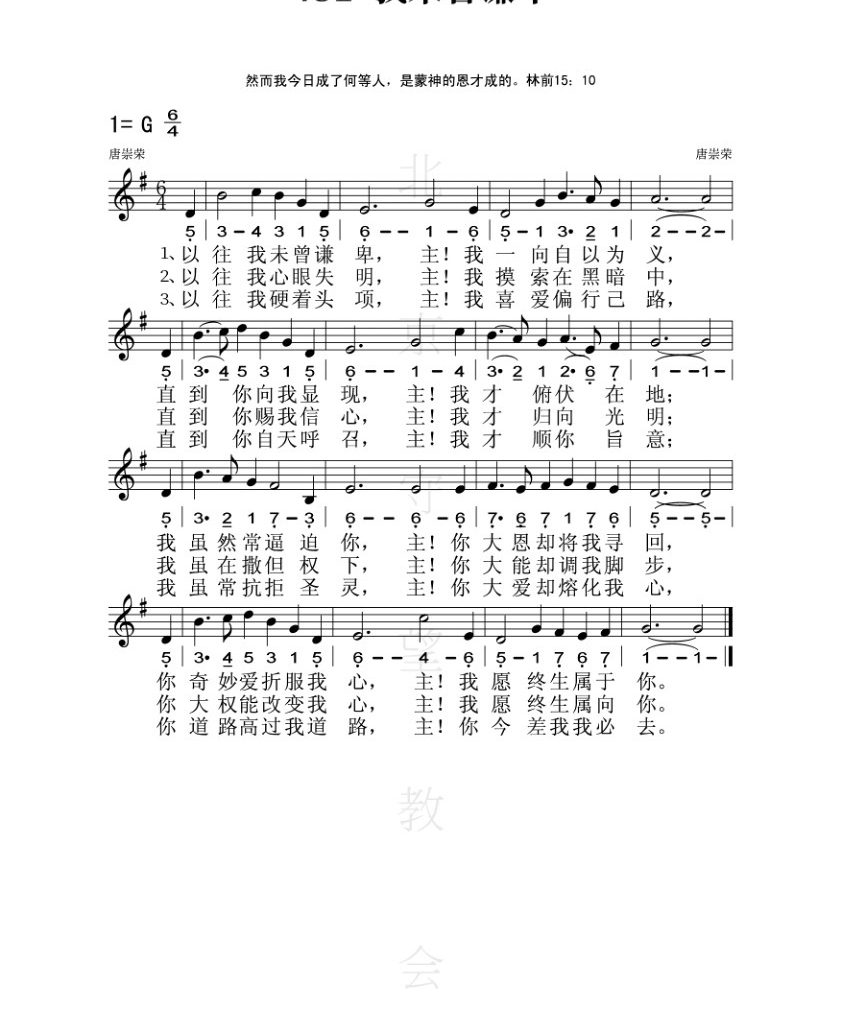 然而我今日成了何等人，是蒙神的恩才成的。林前15：10
1= G 6/4
唐崇荣 唐崇荣
5 | 3 – 4 3 1 5 | 6 – – 1 – 6 | 5 – 1 3· 2 1 | 2 – – 2 – |
1、以往我未曾谦卑，主！我一向自以为义，
2、以往我心眼失明，主！我摸索在黑暗中，
3、以往我硬着头项，主！我喜爱偏行己路，
5 | 3· 4 5 3 1 5 | 6 – – 1 – 4 | 3· 2 1 2· 6 7 | 1 – – 1 – |
直到你向我显现，主！我才俯伏在地；
直到你赐我信心，主！我才归向光明；
直到你自天呼召，主！我才顺你旨意；
5 | 3· 2 1 7 – 3 | 6 – – 6 – 6 | 7· 6 7 1 7 6 | 5 – – 5 – |
我虽然常逼迫你，主！你大恩却将我寻回，
我虽在撒但权下，主！你大能却调我脚步，
我虽常抗拒圣灵，主！你大爱却熔化我心，
5 | 3· 4 5 3 1 5 | 6 – – 4 – 6 | 5 – 1 7 6 7 | 1 – – 1 – ||
你奇妙爱折服我心，主！我愿终生属于你。
你大权能改变我心，主！我愿终生属向你。
你道路高过我道路，主！你今差我我必去。
北京守望教会